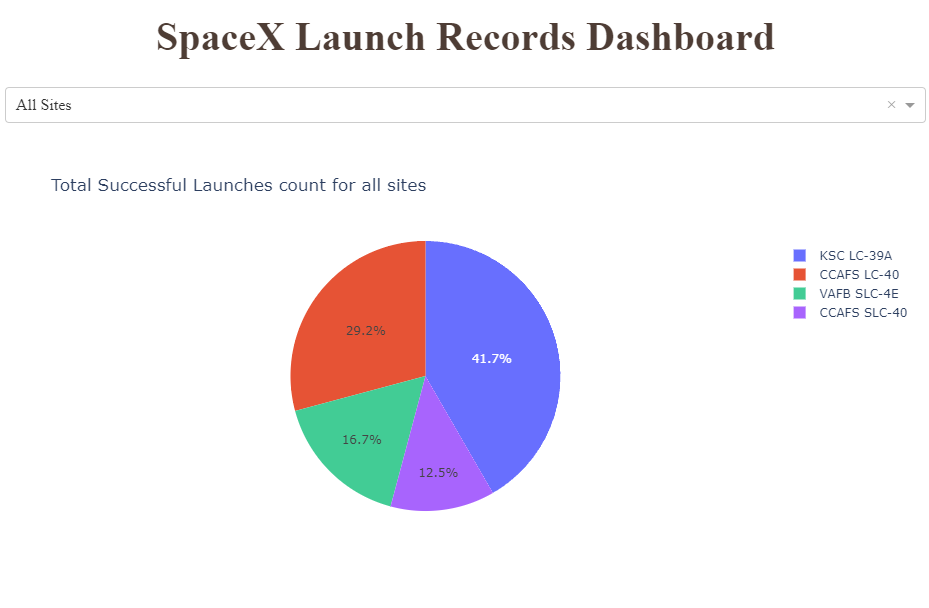 SpaceX Launch Records Dashboard
All Sites
Total Successful Launches count for all sites
KSC LC-39A
CCAFS LC-40
VAFB SLC-4E
CCAFS SLC-40
29.2%
41.7%
16.7%
12.5%